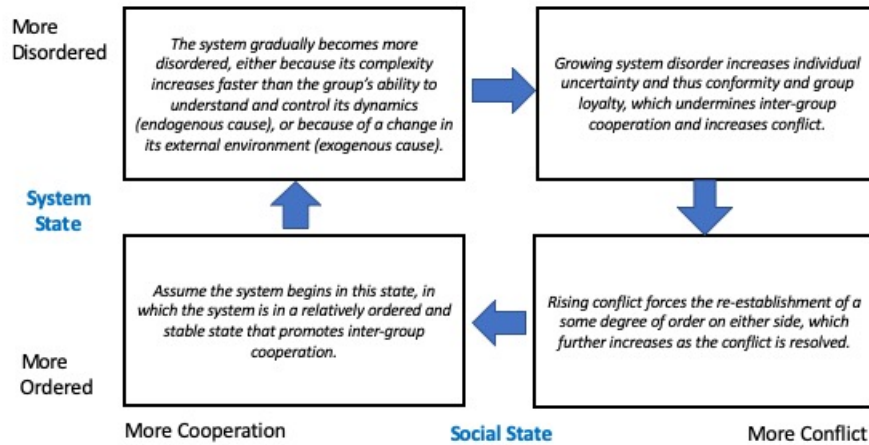 More
Disordered
The system gradually becomes more
disordered, either because its complexity
increases faster than the group's ability to
understand and control its dynamics
(endogenous cause), or because of a change in
its external environment (exogenous cause).
Growing system disorder increases individual
uncertainty and thus conformity and group
loyalty, which undermines inter-group
cooperation and increases conflict.
System
State
Assume the system begins in this state, in
which the system is in a relatively ordered and
stable state that promotes inter-group
cooperation.
Rising conflict forces the re-establishment of a
some degree of order on either side, which
further increases as the conflict is resolved.
More
Ordered
More Cooperation
Social State
More Conflict